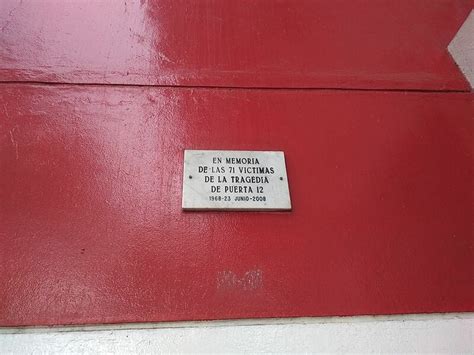 EN MEMORIA
DE LAS 71 VICTIMAS
DE LA TRAGEDIA
DE PUERTA 12
1968-23 JUNIO-2008